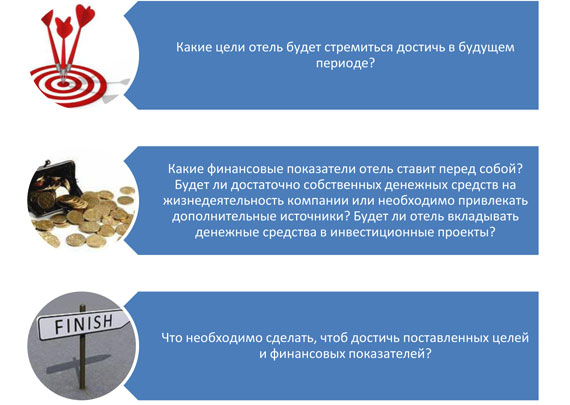 Какие цели отель будет стремиться достичь в будущем
периоде?
Какие финансовые показатели отель ставит перед собой?
Будет ли достаточно собственных денежных средств на
жизнедеятельность компании или необходимо привлекать
дополнительные источники? Будет ли отель вкладывать
денежные средства в инвестиционные проекты?
FINISH
Что необходимо сделать, чтоб достичь поставленных целей
и финансовых показателей?